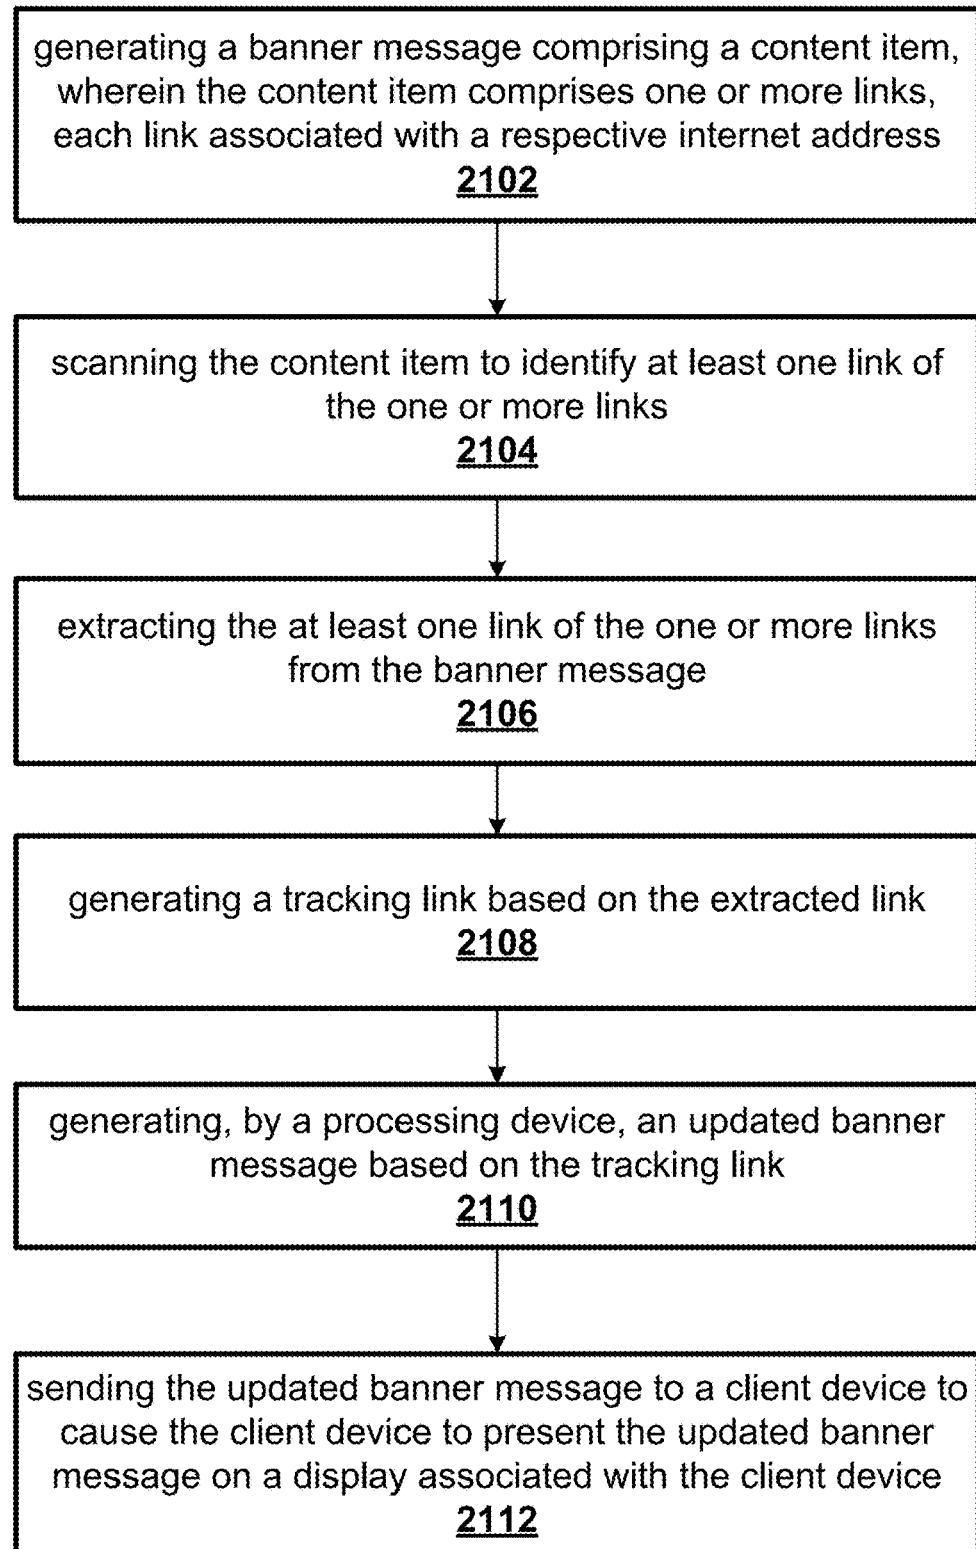 generating a banner message comprising a content item,
wherein the content item comprises one or more links,
each link associated with a respective internet address
2102
scanning the content item to identify at least one link of
the one or more links
2104
extracting the at least one link of the one or more links
from the banner message
2106
generating a tracking link based on the extracted link
2108
generating, by a processing device, an updated banner
message based on the tracking link
2110
sending the updated banner message to a client device to
cause the client device to present the updated banner
message on a display associated with the client device
2112